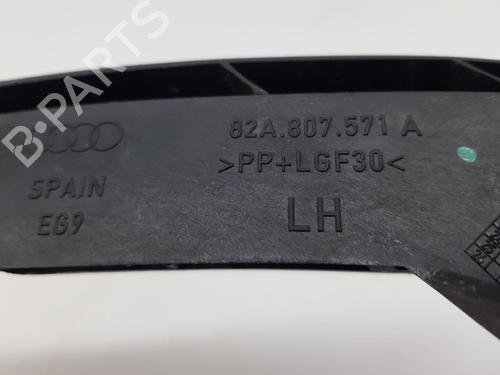 B-PARTS
82A.807.571 A
>PP+LGF30<
SPAIN
EG9
LH